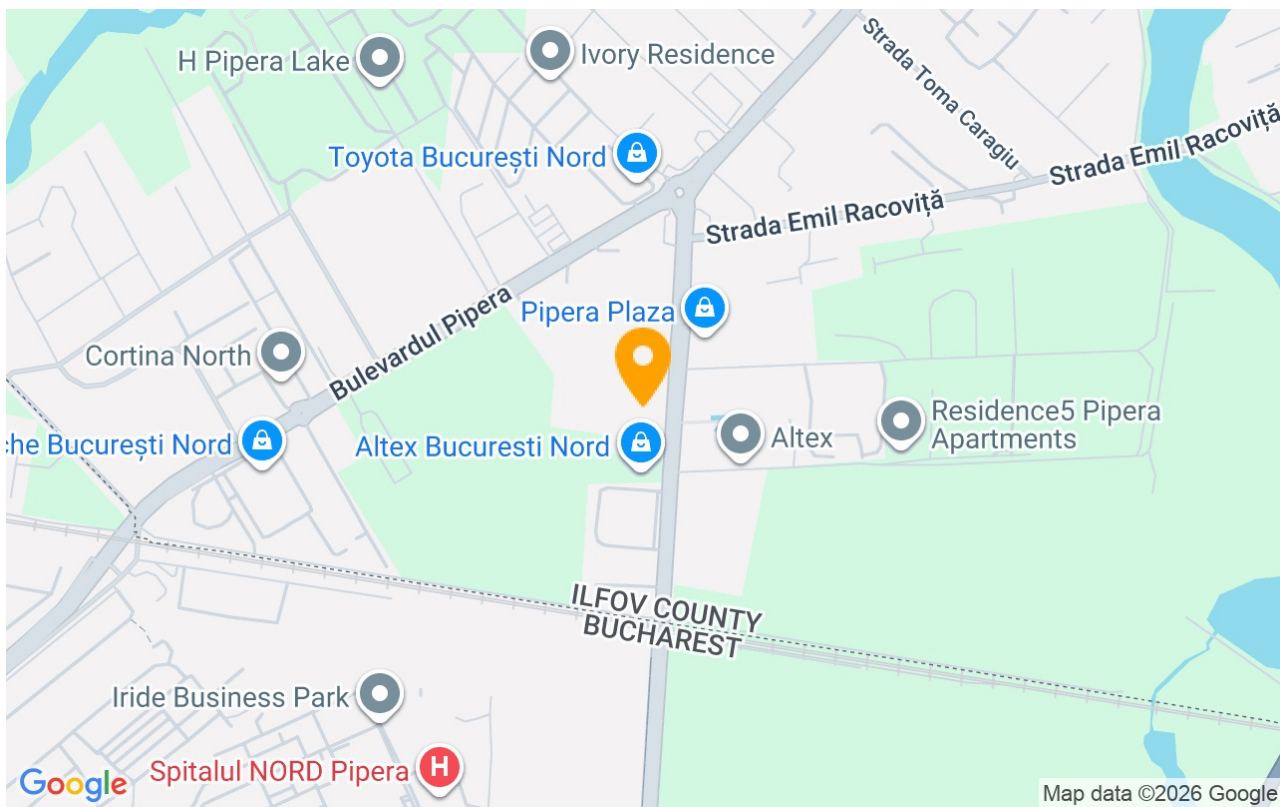 Strada Toma Caragiu
Ivory Residence
H Pipera Lake
Strada Emil Racoviță
Toyota București Nord
Strada Emil Racoviță
Bulevardul Pipera
Pipera Plaza
Cortina North
Residence5 Pipera
Apartments
che București Nord
Altex Bucuresti Nord
Altex
ILFOV COUNTY
BUCHAREST
Iride Business Park
Spitalul NORD Pipera
H
Google
Map data ©2026 Google